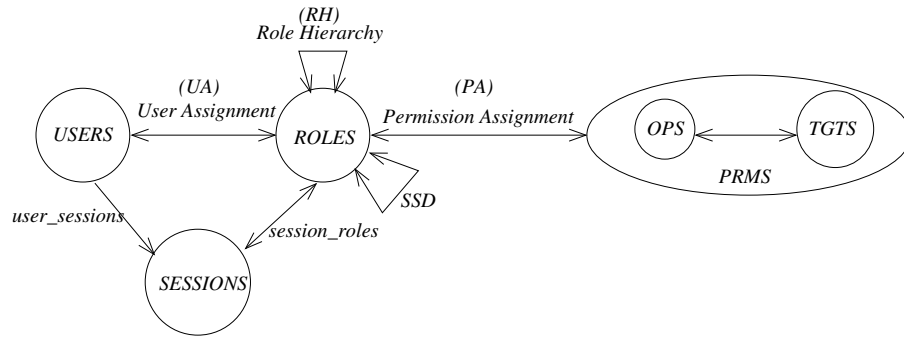 (RH)
Role Hierarchy
(UA)
User Assignment
(PA)
Permission Assignment
USERS
ROLES
OPS
TGTS
PRMS
SSD
user_sessions
session_roles
SESSIONS